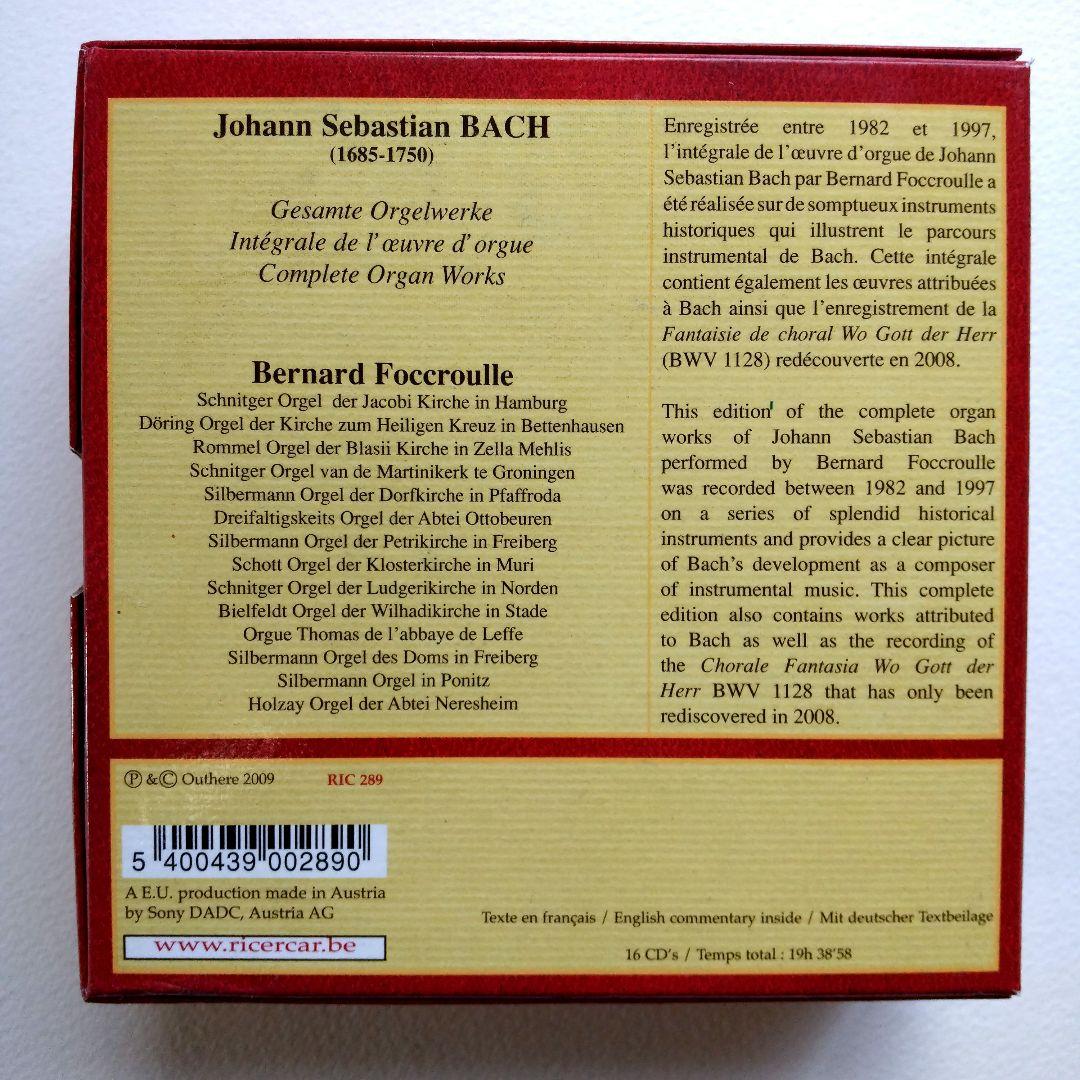 Johann Sebastian BACH
(1685-1750)
Gesamte Orgelwerke
Intégrale de l'œuvre d'orgue
Complete Organ Works
Bernard Foccroulle
Schnitger Orgel der Jacobi Kirche in Hamburg
Döring Orgel der Kirche zum Heiligen Kreuz in Bettenhausen
Rommel Orgel der Blasii Kirche in Zella Mehlis
Schnitger Orgel van de Martinikerk te Groningen
Silbermann Orgel der Dorfkirche in Pfaffroda
Dreifaltigskeits Orgel der Abtei Ottobeuren
Silbermann Orgel der Petrikirche in Freiberg
Schott Orgel der Klosterkirche in Muri
Schnitger Orgel der Ludgerikirche in Norden
Bielfeldt Orgel der Wilhadikirche in Stade
Orgue Thomas de l'abbaye de Leffe
Silbermann Orgel des Doms in Freiberg
Silbermann Orgel in Ponitz
Holzay Orgel der Abtei Neresheim
Enregistrée entre 1982 et 1997,
l'intégrale de l'œuvre d'orgue de Johann
Sebastian Bach par Bernard Foccroulle a
été réalisée sur de somptueux instruments
historiques qui illustrent le parcours
instrumental de Bach. Cette intégrale
contient également les œuvres attribuées
à Bach ainsi que l'enregistrement de la
Fantaisie de choral Wo Gott der Herr
(BWV 1128) redécouverte en 2008.
This edition of the complete organ
works of Johann Sebastian Bach
performed by Bernard Foccroulle
was recorded between 1982 and 1997
on a series of splendid historical
instruments and provides a clear picture
of Bach's development as a composer
of instrumental music. This complete
edition also contains works attributed
to Bach as well as the recording of
the Chorale Fantasia Wo Gott der
Herr BWV 1128 that has only been
rediscovered in 2008.
℗ & © Outhere 2009 RIC 289
5 400439 002890
A E.U. production made in Austria
by Sony DADC, Austria AG
www.ricercar.be
Texte en français / English commentary inside / Mit deutscher Textbeilage
16 CD's / Temps total : 19h 38'58